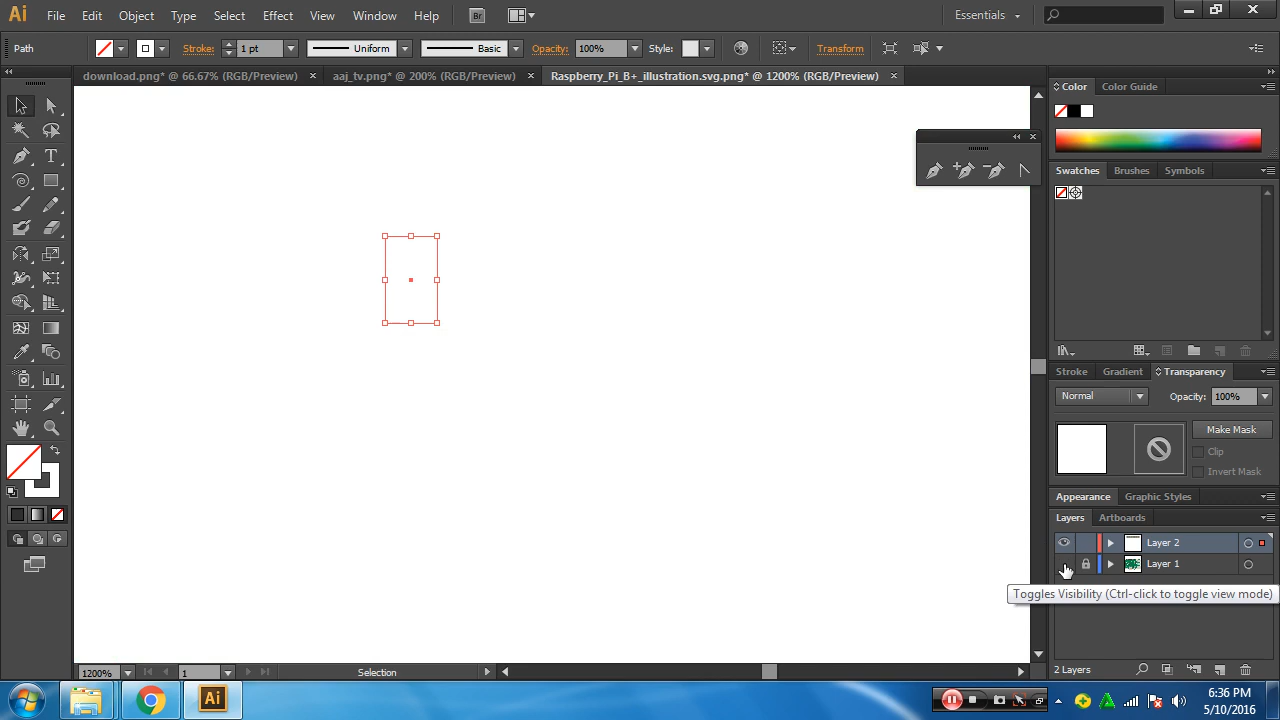 Ai File Edit Object Type Select Effect View Window Help Br Essentials
Path Stroke: 1 pt Uniform Basic Opacity: 100% Style: Transform
download.png* @ 66.67% (RGB/Preview) aaj_tv.png* @ 200% (RGB/Preview) Raspberry_Pi_B+_illustration.svg.png* @ 1200% (RGB/Preview)
Color Color Guide
Swatches Brushes Symbols
Stroke Gradient Transparency
Normal Opacity: 100%
Make Mask
Clip
Invert Mask
Appearance Graphic Styles
Layers Artboards
Layer 2
Layer 1
Toggles Visibility (Ctrl-click to toggle view mode)
1200% 1 Selection 2 Layers
Ai 6:36 PM
5/10/2016